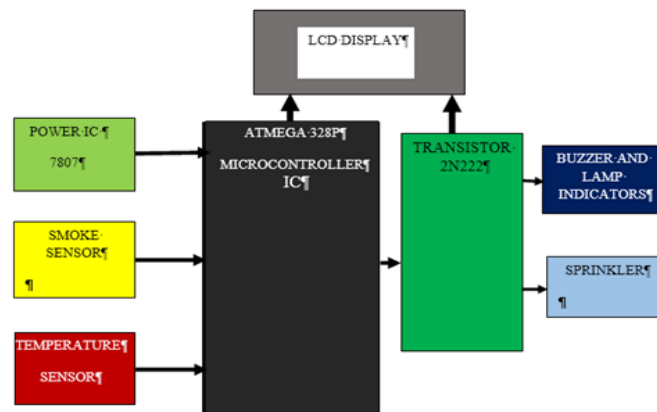 LCD·DISPLAY¶
POWER·IC·¶
7807¶
ATMEGA·328P¶
MICROCONTROLLER¶
IC¶
TRANSISTOR·
2N222¶
BUZZER·AND·
LAMP·
INDICATORS¶
SMOKE·
SENSOR¶
¶
SPRINKLER¶
¶
TEMPERATURE¶
SENSOR¶